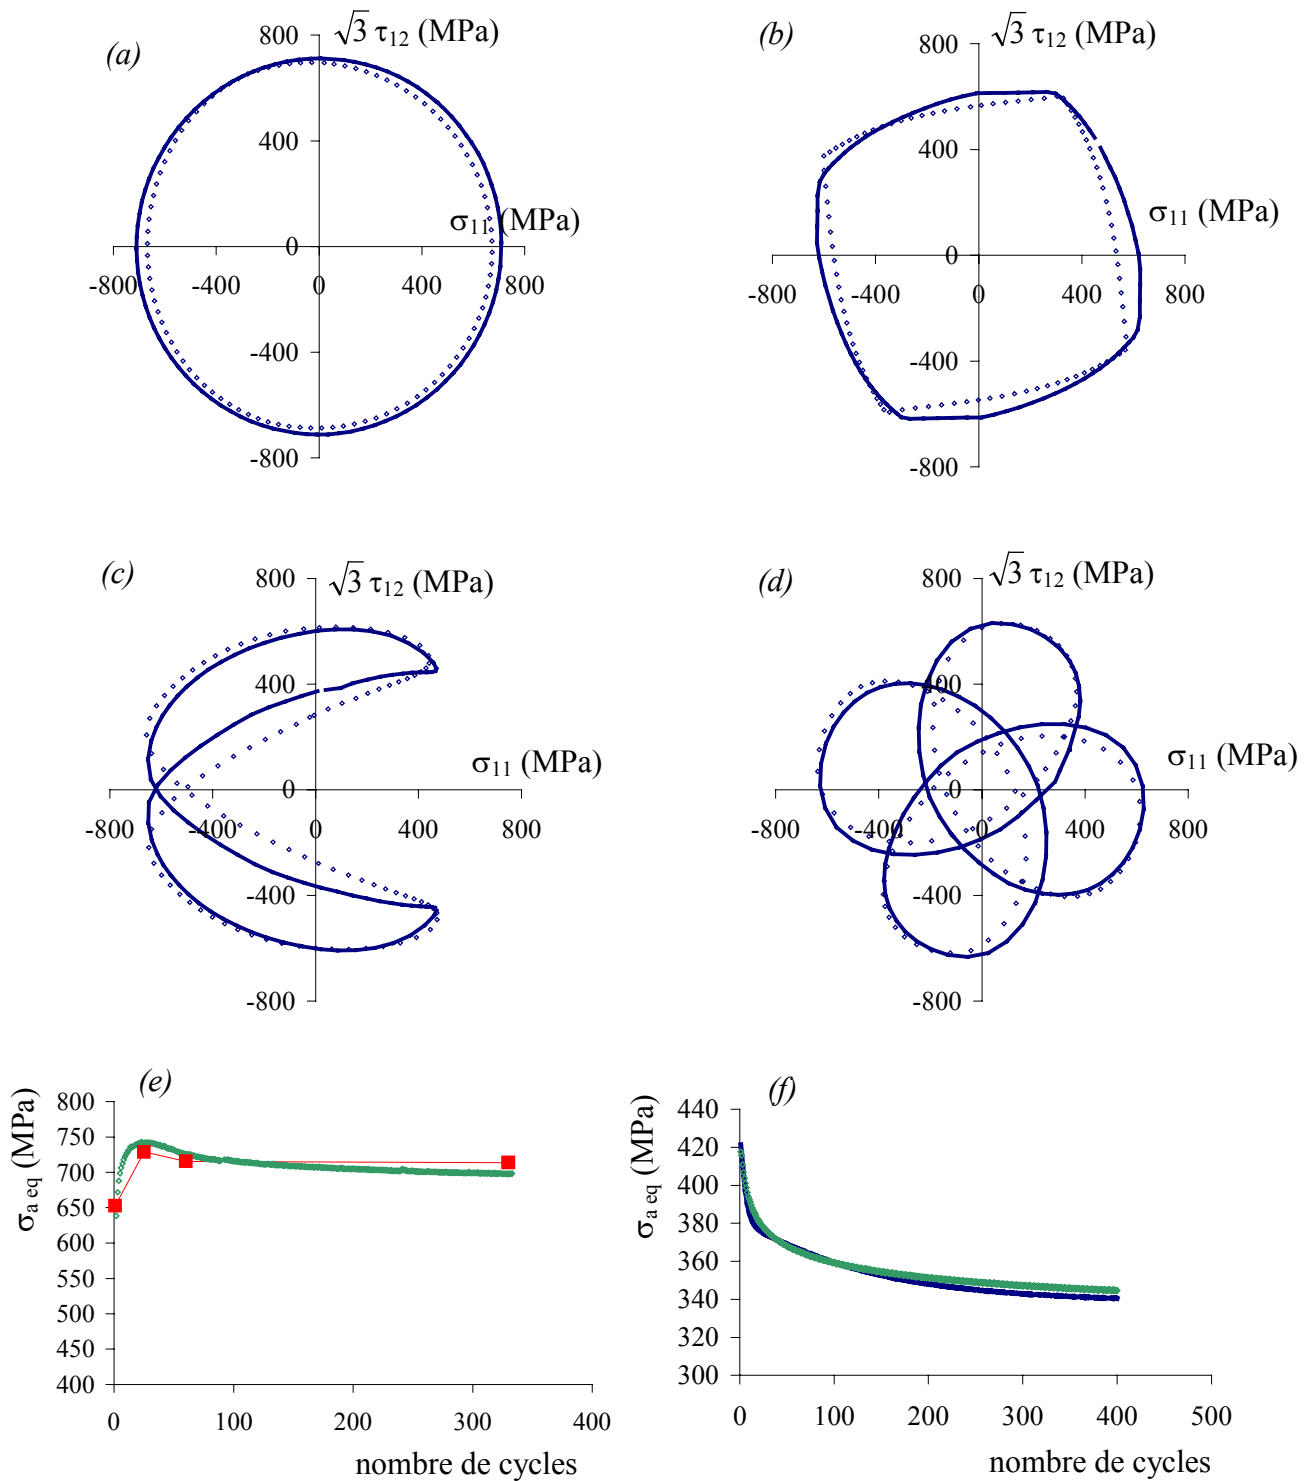 (a)
√3 τ12 (MPa)
800
400
σ11 (MPa)
0
-800 -400 0 400 800
-400
-800
(b)
√3 τ12 (MPa)
800
400
σ11 (MPa)
0
-800 -400 0 400 800
-400
-800
(c)
√3 τ12 (MPa)
800
400
σ11 (MPa)
0
-800 -400 0 400 800
-400
-800
(d)
√3 τ12 (MPa)
800
400
σ11 (MPa)
0
-800 -400 0 400 800
-400
-800
(e)
σa eq (MPa)
800
750
700
650
600
550
500
450
400
0 100 200 300 400
nombre de cycles
(f)
σa eq (MPa)
440
420
400
380
360
340
320
300
0 100 200 300 400 500
nombre de cycles